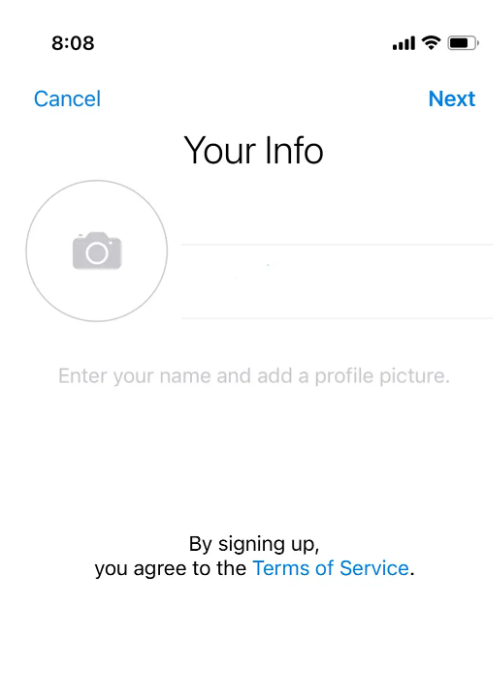 8:08
Cancel Next
Your Info
Enter your name and add a profile picture.
By signing up,
you agree to the Terms of Service.